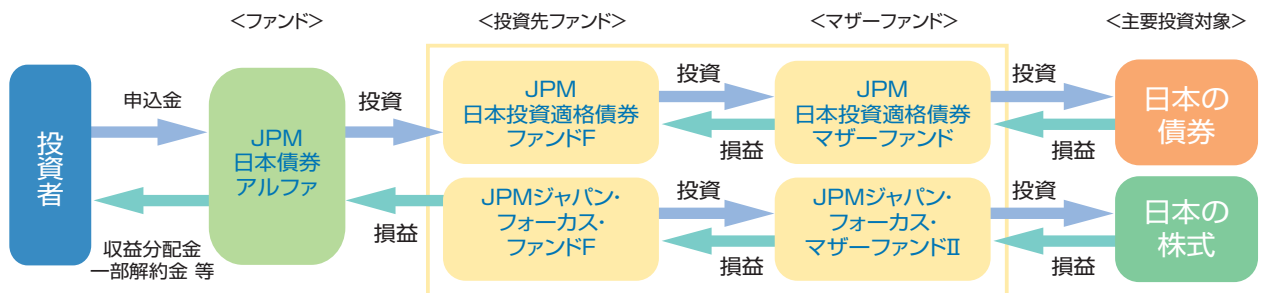 ＜ファンド＞
＜投資先ファンド＞
＜マザーファンド＞
＜主要投資対象＞
投資者
申込金
収益分配金
一部解約金 等
JPM
日本債券
アルファ
投資
損益
JPM
日本投資適格債券
ファンドF
投資
損益
JPM
日本投資適格債券
マザーファンド
投資
損益
日本の
債券
JPMジャパン・
フォーカス・
ファンドF
投資
損益
JPMジャパン・
フォーカス・
マザーファンドⅡ
投資
損益
日本の
株式